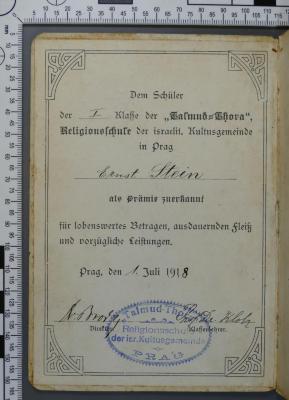 Dem Schüler
der I Klasse der „Talmud-Thora",
Religionsschule der israelit. Kultusgemeinde
in Prag
Ernst Stein
als Prämie zuerkannt
für lobenswertes Betragen, ausdauernden Fleiß
und vorzügliche Leistungen.
Prag, den 1. Juli 1918
Direktor.
Klassenlehrer.
Talmud-Thora
Religionsschule
der isr. Kultusgemeinde
PRAG